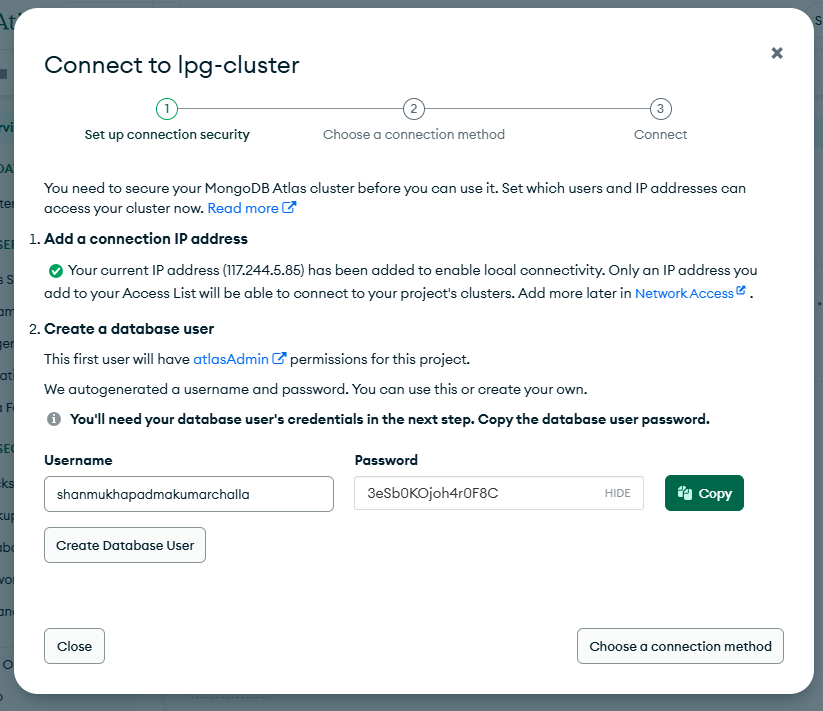 Connect to lpg-cluster
1
2
3
Set up connection security
Choose a connection method
Connect
You need to secure your MongoDB Atlas cluster before you can use it. Set which users and IP addresses can
access your cluster now. Read more
1. Add a connection IP address
Your current IP address (117.244.5.85) has been added to enable local connectivity. Only an IP address you
add to your Access List will be able to connect to your project's clusters. Add more later in Network Access .
2. Create a database user
This first user will have atlasAdmin permissions for this project.
We autogenerated a username and password. You can use this or create your own.
You'll need your database user's credentials in the next step. Copy the database user password.
Username
Password
shanmukhapadmakumarchalla
3eSb0KOjoh4r0F8C
HIDE
Copy
Create Database User
Close
Choose a connection method